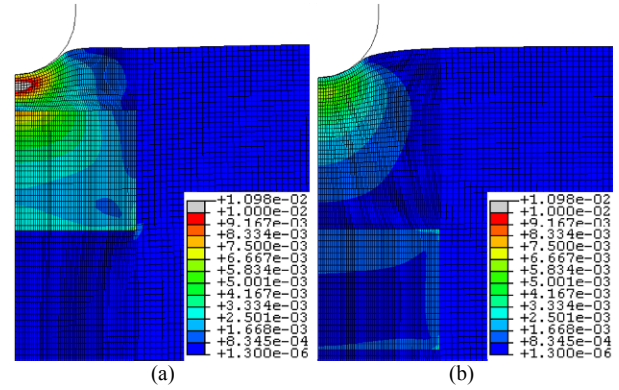 +1.098e-02
+1.000e-02
+9.167e-03
+8.334e-03
+7.500e-03
+6.667e-03
+5.834e-03
+5.001e-03
+4.167e-03
+3.334e-03
+2.501e-03
+1.668e-03
+8.345e-04
+1.300e-06
(a)
+1.098e-02
+1.000e-02
+9.167e-03
+8.334e-03
+7.500e-03
+6.667e-03
+5.834e-03
+5.001e-03
+4.167e-03
+3.334e-03
+2.501e-03
+1.668e-03
+8.345e-04
+1.300e-06
(b)